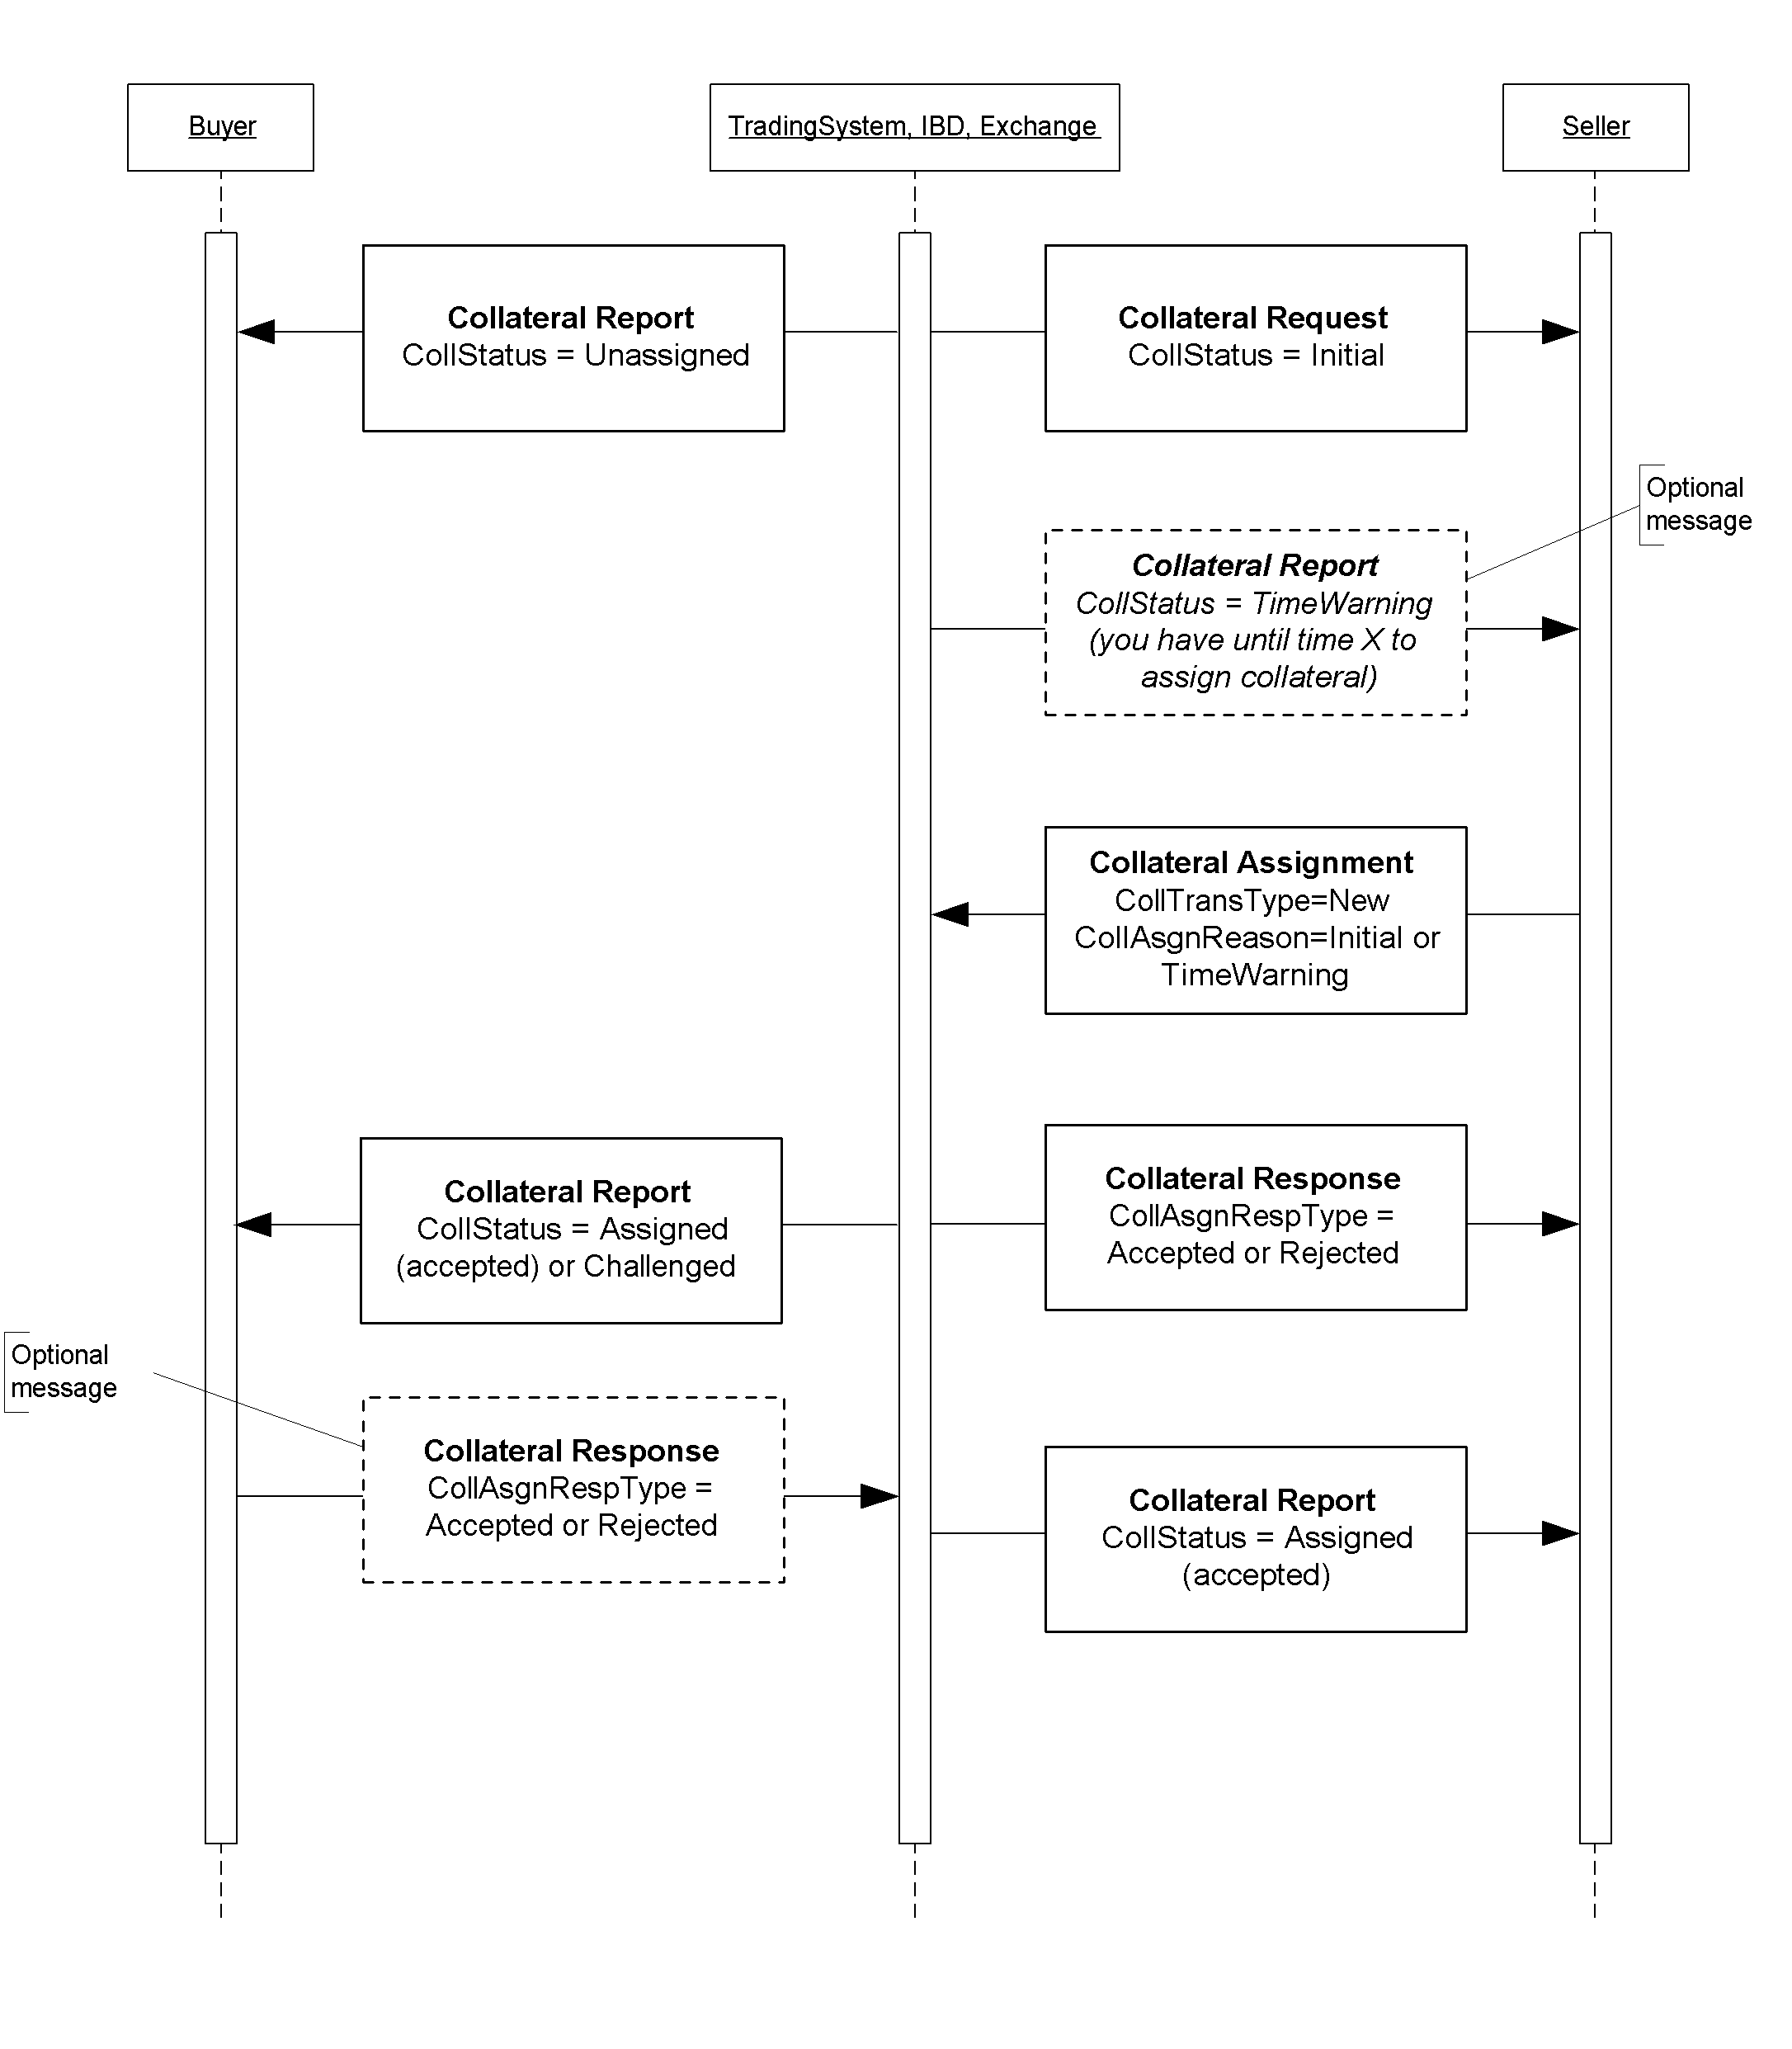 Buyer
TradingSystem, IBD, Exchange
Seller
Collateral Report
CollStatus = Unassigned
Collateral Request
CollStatus = Initial
Optional
message
Collateral Report
CollStatus = TimeWarning
(you have until time X to
assign collateral)
Collateral Assignment
CollTransType=New
CollAsgnReason=Initial or
TimeWarning
Collateral Report
CollStatus = Assigned
(accepted) or Challenged
Collateral Response
CollAsgnRespType =
Accepted or Rejected
Optional
message
Collateral Response
CollAsgnRespType =
Accepted or Rejected
Collateral Report
CollStatus = Assigned
(accepted)